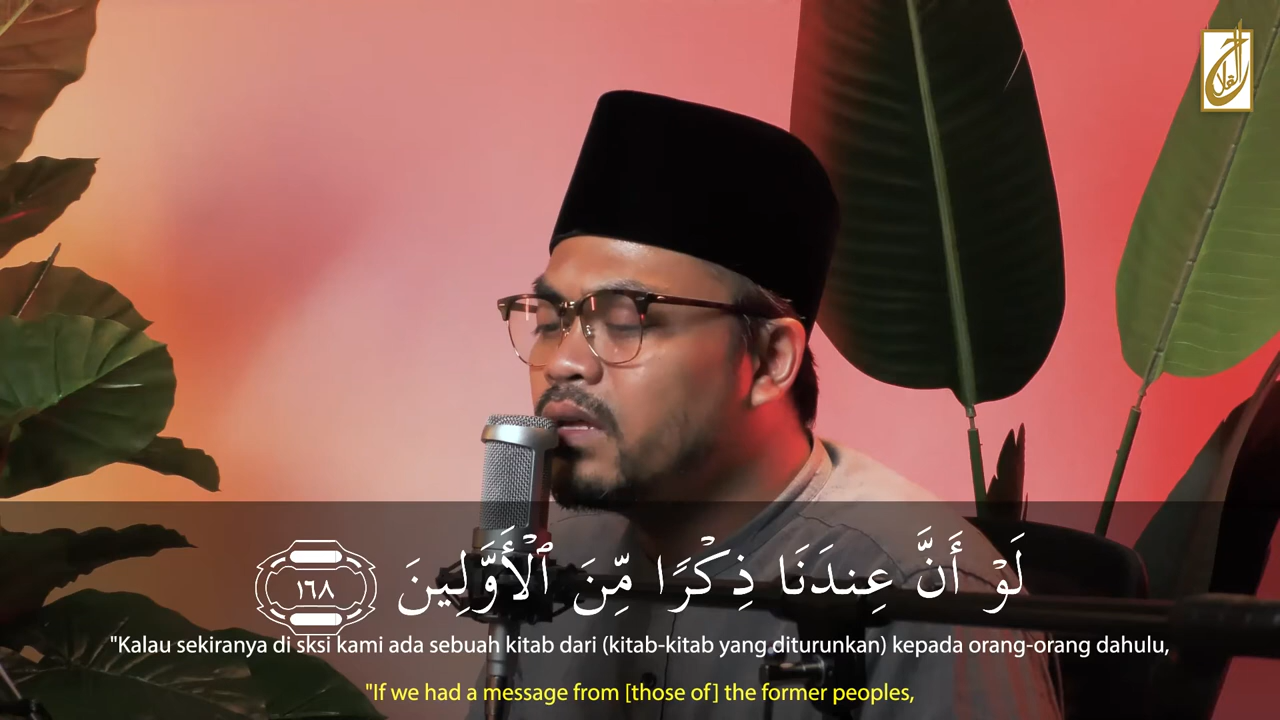 لَوْ أَنَّ عِندَنَا ذِكْرًا مِّنَ ٱلْأَوَّلِينَ ١٦٨
"Kalau sekiranya di sksi kami ada sebuah kitab dari (kitab-kitab yang diturunkan) kepada orang-orang dahulu,
"If we had a message from [those of] the former peoples,